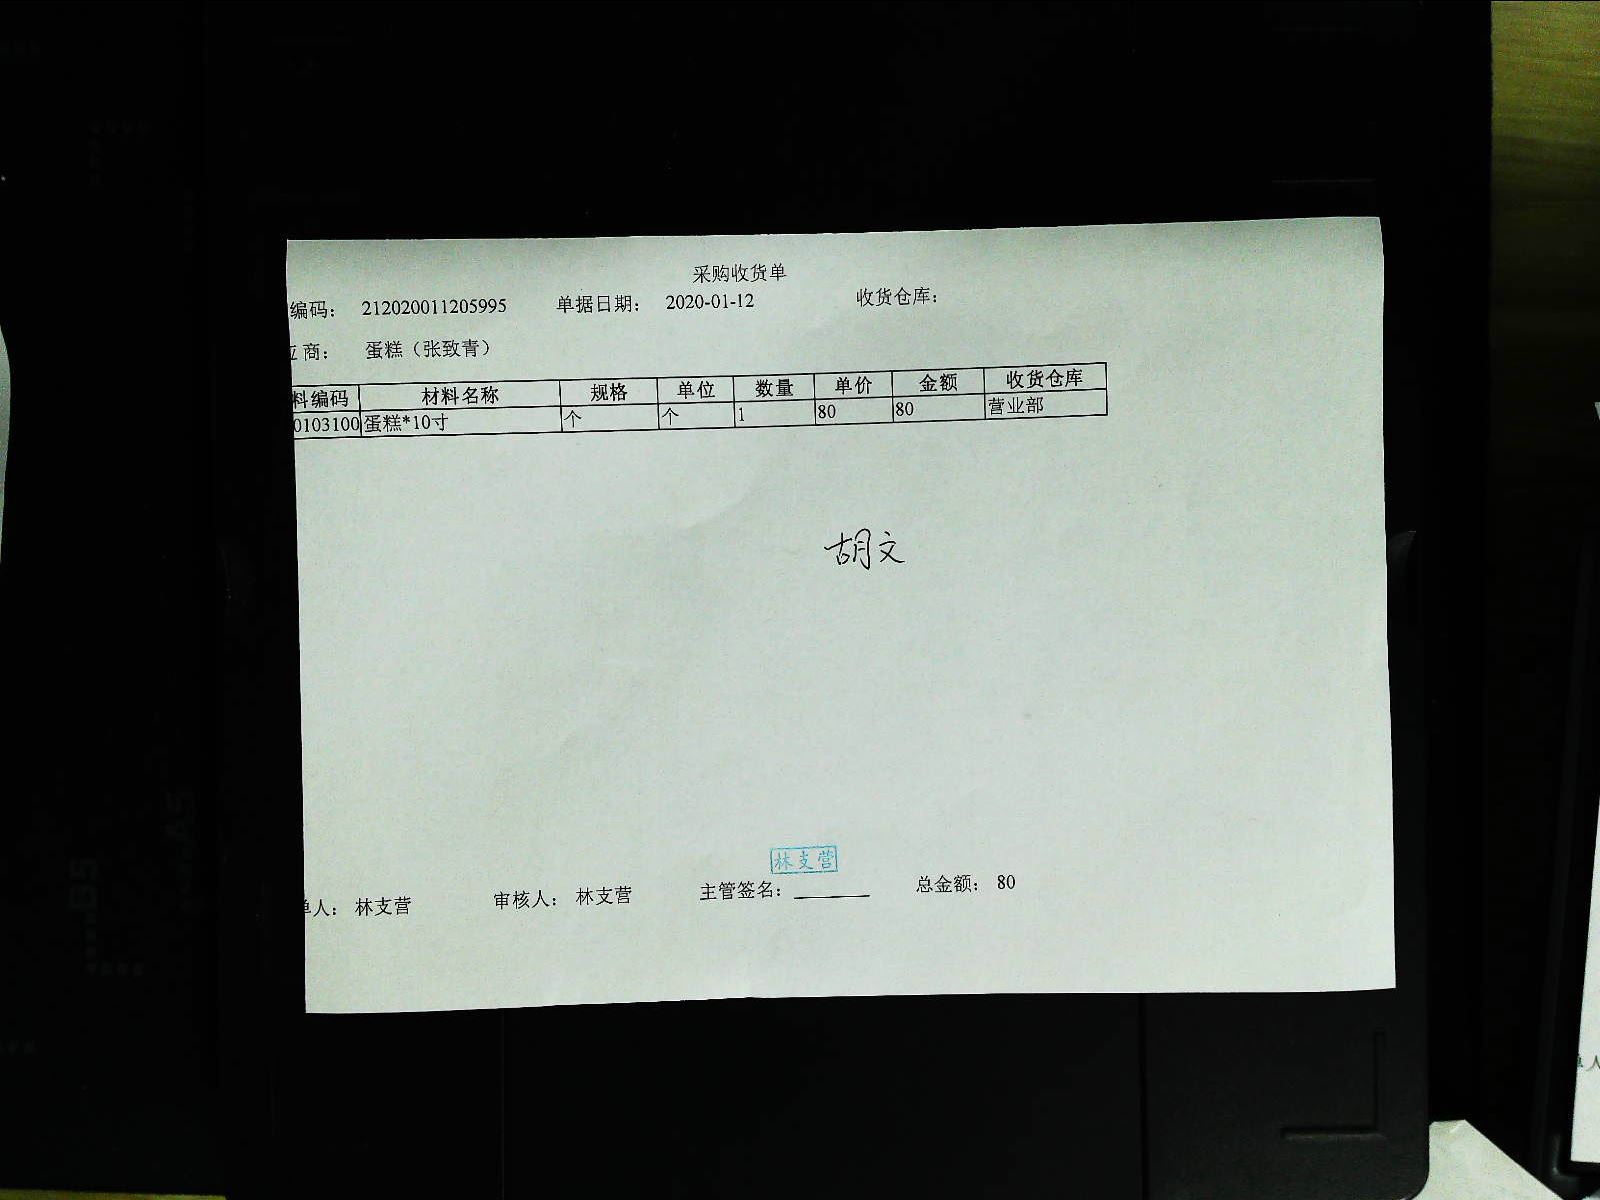 采购收货单
编码： 212020011205995 单据日期： 2020-01-12 收货仓库：
商： 蛋糕（张致青）
料编码 材料名称 规格 单位 数量 单价 金额 收货仓库
0103100 蛋糕*10寸 个 个 1 80 80 营业部
胡文
林支营
单人： 林支营 审核人： 林支营 主管签名： 总金额： 80
B5
A5
人